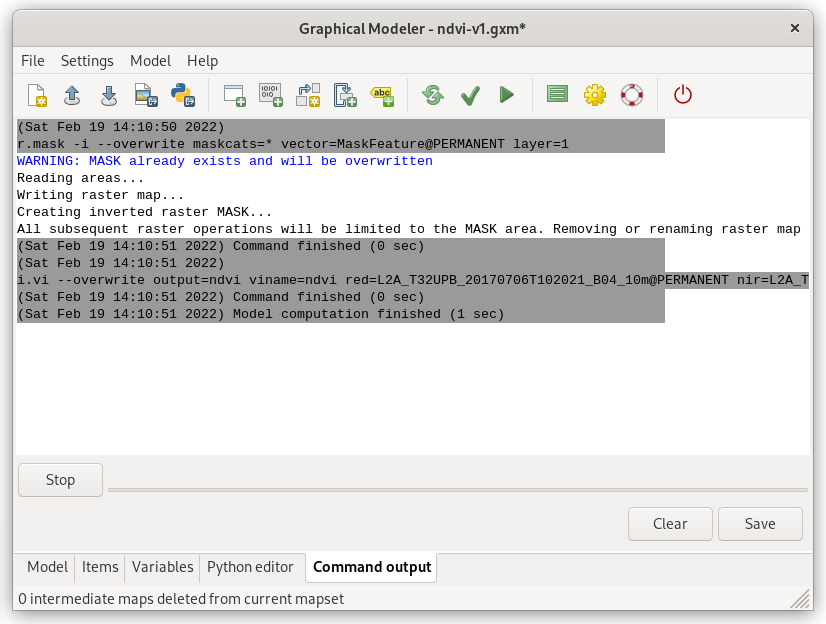 Graphical Modeler - ndvi-v1.gxm*
File Settings Model Help
abc
(Sat Feb 19 14:10:50 2022)
r.mask -i --overwrite maskcats=* vector=MaskFeature@PERMANENT layer=1
WARNING: MASK already exists and will be overwritten
Reading areas...
Writing raster map...
Creating inverted raster MASK...
All subsequent raster operations will be limited to the MASK area. Removing or renaming raster map
(Sat Feb 19 14:10:51 2022) Command finished (0 sec)
(Sat Feb 19 14:10:51 2022)
i.vi --overwrite output=ndvi viname=ndvi red=L2A_T32UPB_20170706T102021_B04_10m@PERMANENT nir=L2A_T
(Sat Feb 19 14:10:51 2022) Command finished (0 sec)
(Sat Feb 19 14:10:51 2022) Model computation finished (1 sec)
Stop
Clear Save
Model Items Variables Python editor Command output
0 intermediate maps deleted from current mapset